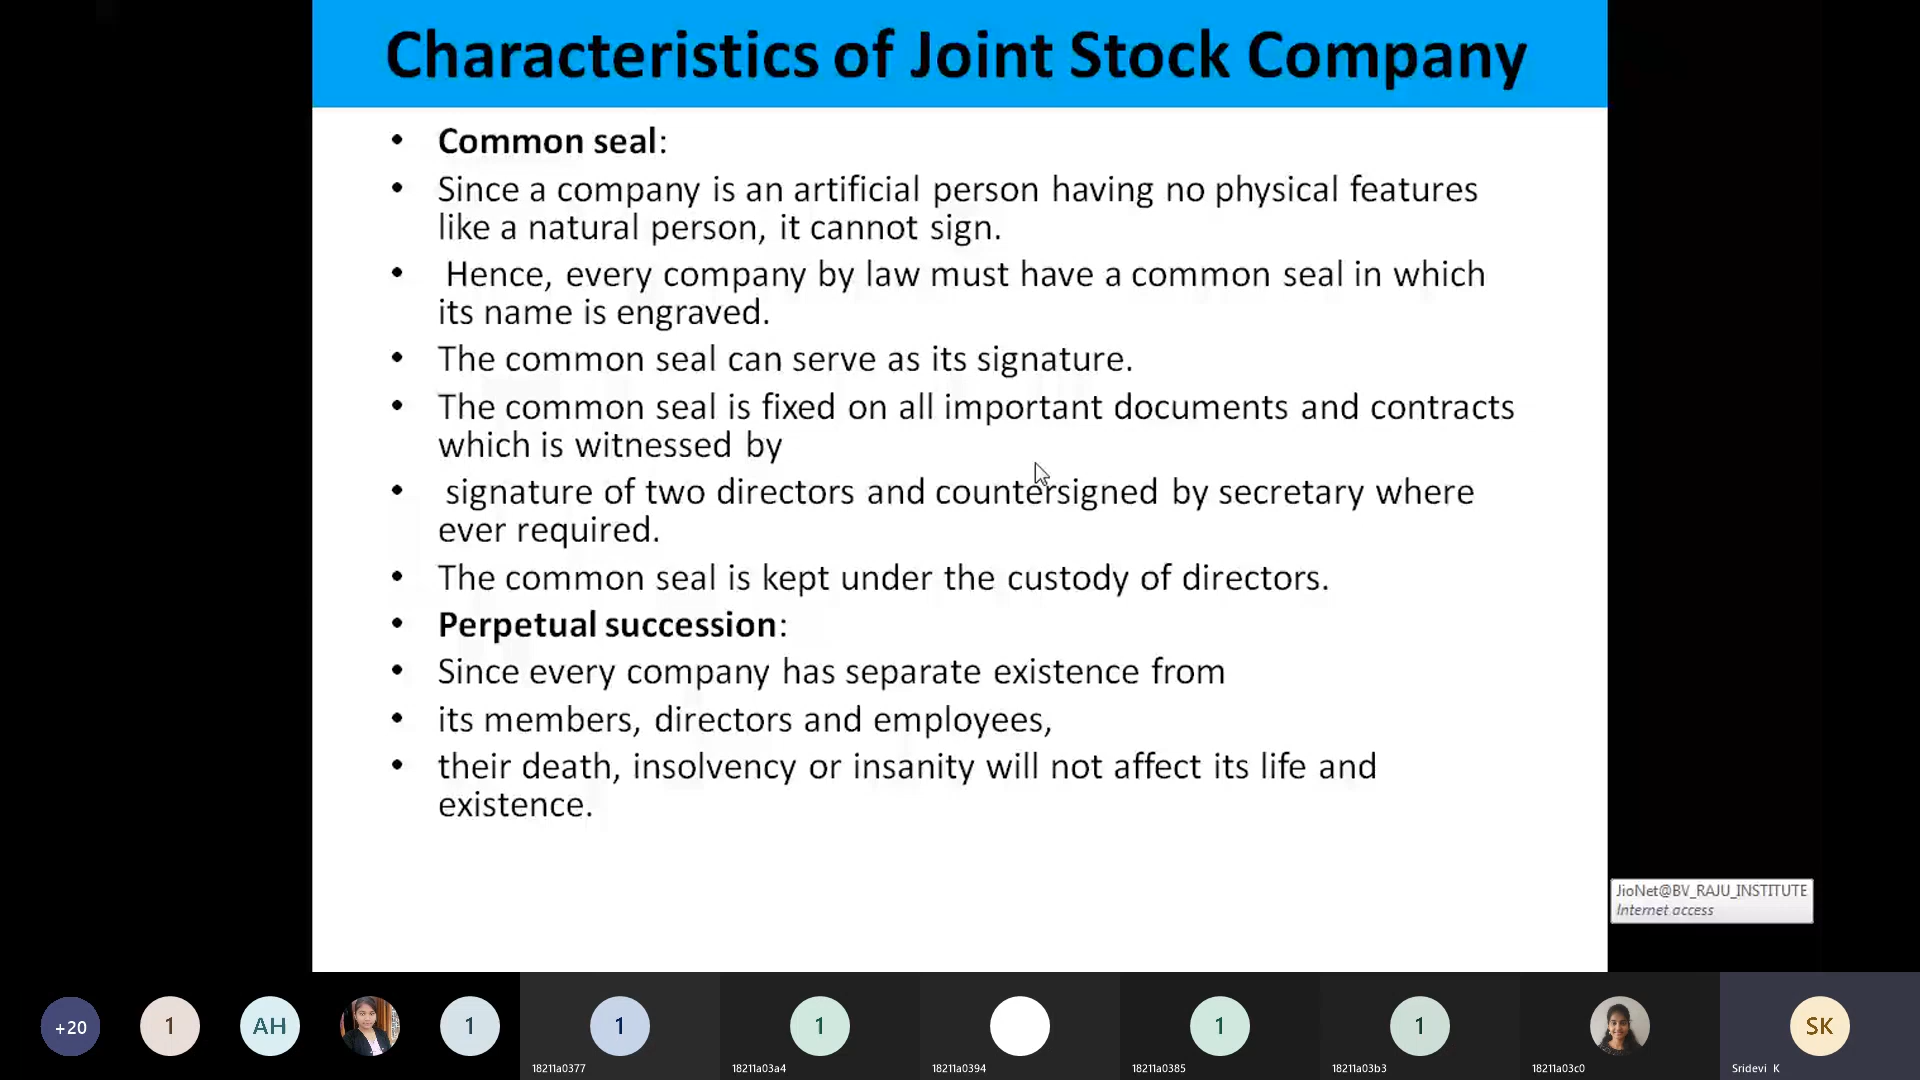 Characteristics of Joint Stock Company
• Common seal:
• Since a company is an artificial person having no physical features
like a natural person, it cannot sign.
• Hence, every company by law must have a common seal in which
its name is engraved.
• The common seal can serve as its signature.
• The common seal is fixed on all important documents and contracts
which is witnessed by
• signature of two directors and countersigned by secretary where
ever required.
• The common seal is kept under the custody of directors.
• Perpetual succession:
• Since every company has separate existence from
• its members, directors and employees,
• their death, insolvency or insanity will not affect its life and
existence.
JioNet@BV_RAJU_INSTITUTE
Internet access
+20
1
AH
1
1
1
1
1
SK
18211a0377
18211a03a4
18211a0394
18211a0385
18211a03b3
18211a03c0
Sridevi K